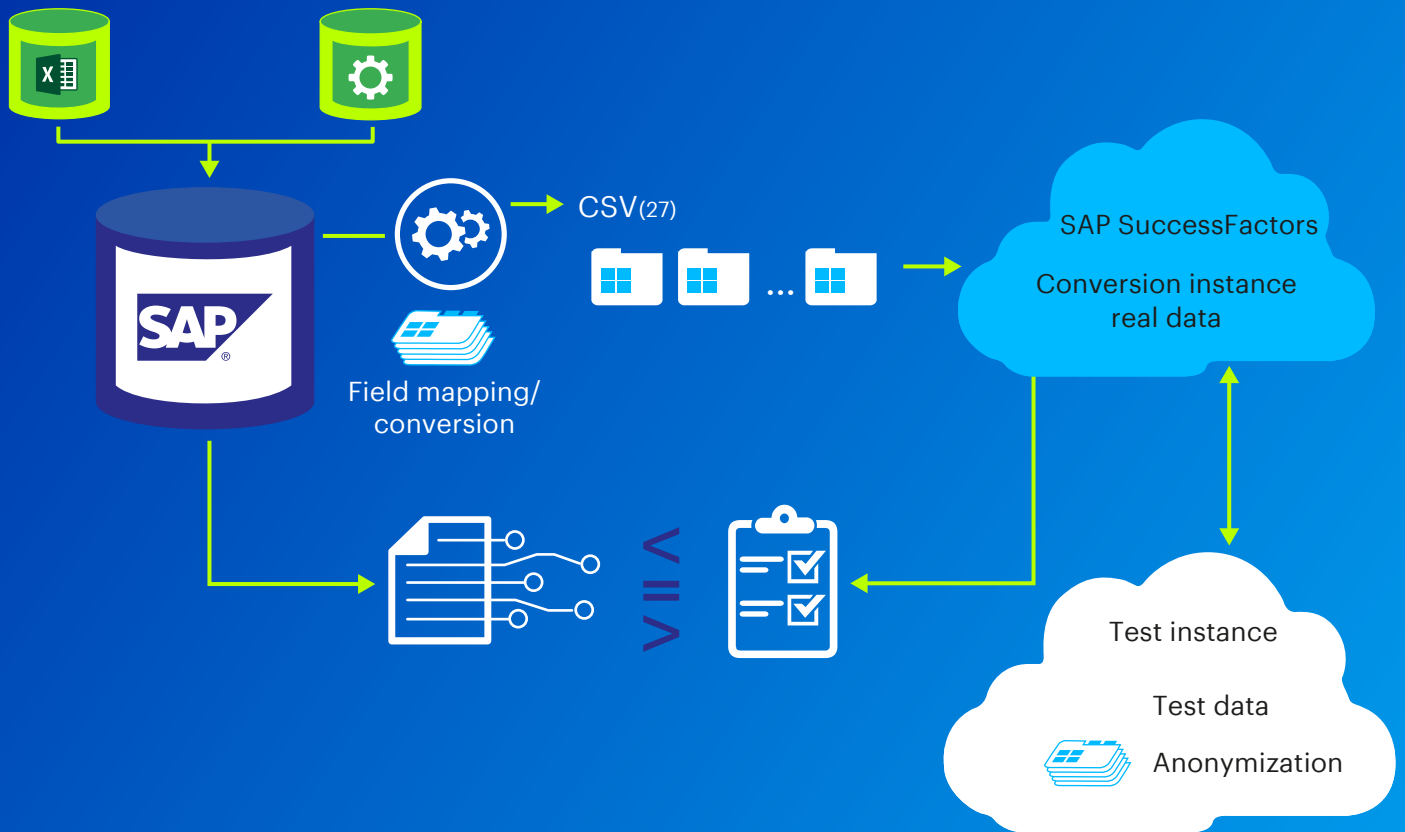 X
CSV(27)
SAP SuccessFactors
Conversion instance
real data
...
SAP
®
Field mapping/
conversion
< = >
Test instance
Test data
Anonymization